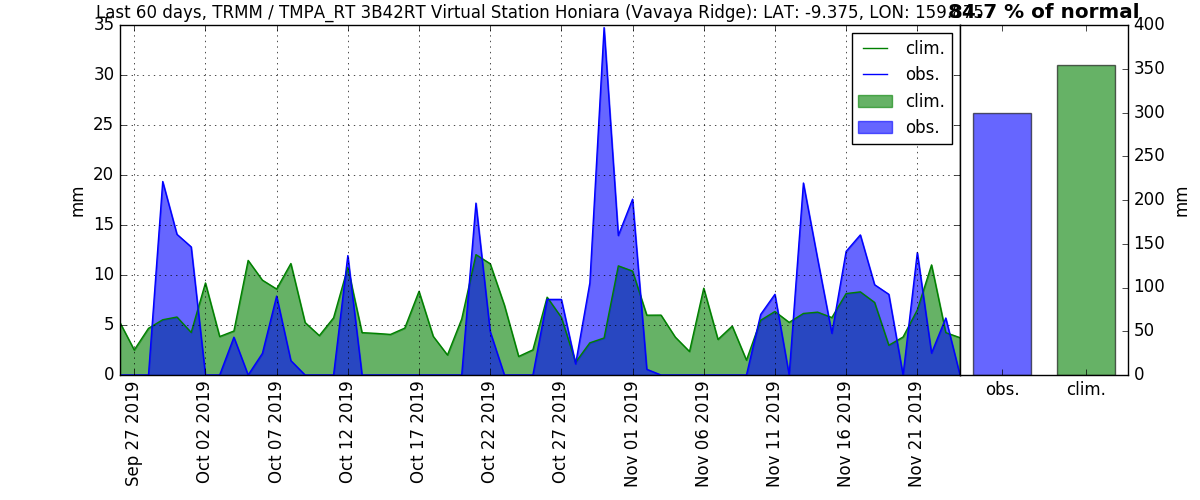 Last 60 days, TRMM / TMPA_RT 3B42RT Virtual Station Honiara (Vavaya Ridge): LAT: -9.375, LON:
84.7 % of normal
35
30
25
20
15
10
5
0
mm
clim.
obs.
clim.
obs.
400
350
300
250
200
150
100
50
0
mm
obs.
clim.
Sep 27 2019
Oct 02 2019
Oct 07 2019
Oct 12 2019
Oct 17 2019
Oct 22 2019
Oct 27 2019
Nov 01 2019
Nov 06 2019
Nov 11 2019
Nov 16 2019
Nov 21 2019